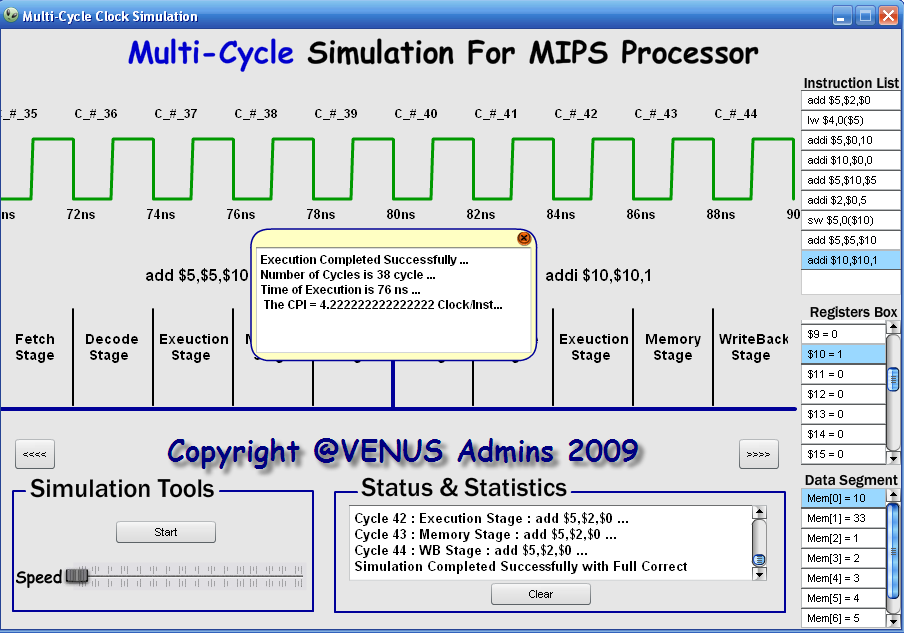 Multi-Cycle Clock Simulation
Multi-Cycle Simulation For MIPS Processor
C_#_35 C_#_36 C_#_37 C_#_38 C_#_39 C_#_40 C_#_41 C_#_42 C_#_43 C_#_44
ns 72ns 74ns 76ns 78ns 80ns 82ns 84ns 86ns 88ns 90
add $5,$5,$10
addi $10,$10,1
Execution Completed Successfully ...
Number of Cycles is 38 cycle ...
Time of Execution is 76 ns ...
The CPI = 4.222222222222222 Clock/Inst...
Fetch Stage
Decode Stage
Exeuction Stage
Exeuction Stage
Memory Stage
WriteBack Stage
<<<<
Copyright @VENUS Admins 2009
>>>>
Simulation Tools
Start
Speed
Status & Statistics
Cycle 42 : Execution Stage : add $5,$2,$0 ...
Cycle 43 : Memory Stage : add $5,$2,$0 ...
Cycle 44 : WB Stage : add $5,$2,$0 ...
Simulation Completed Successfully with Full Correct
Clear
Instruction List
add $5,$2,$0
lw $4,0($5)
addi $5,$0,10
addi $10,$0,0
add $5,$10,$5
addi $2,$0,5
sw $5,0($10)
add $5,$5,$10
addi $10,$10,1
Registers Box
$9 = 0
$10 = 1
$11 = 0
$12 = 0
$13 = 0
$14 = 0
$15 = 0
Data Segment
Mem[0] = 10
Mem[1] = 33
Mem[2] = 1
Mem[3] = 2
Mem[4] = 3
Mem[5] = 4
Mem[6] = 5